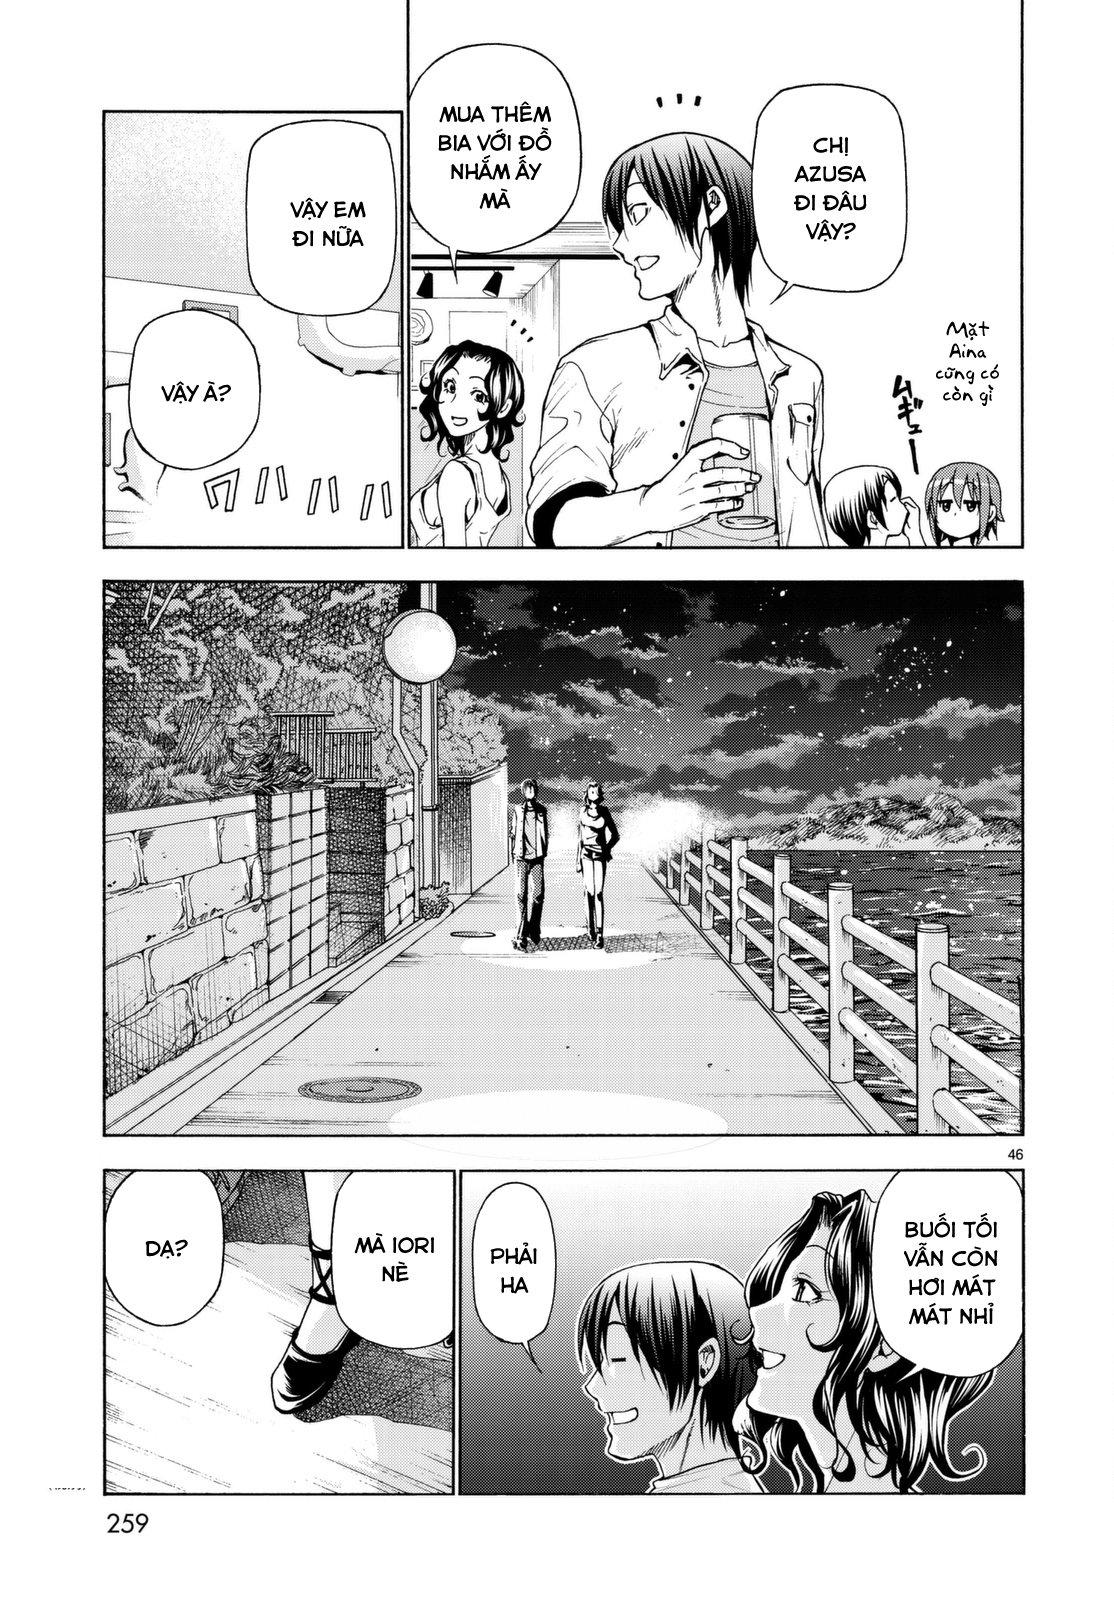 CHỊ
AZUSA
ĐI ĐÂU
VẬY?
MUA THÊM
BIA VỚI ĐỒ
NHẮM ẤY
MÀ
Mặt
Aina
cũng có
còn gì
ムギュー
VẬY EM
ĐI NỮA
VẬY À?
ワハハハ
46
BUỐI TỐI
VẪN CÒN
HƠI MÁT
MÁT NHỈ
PHẢI
HA
MÀ IORI
NÈ
DẠ?
259